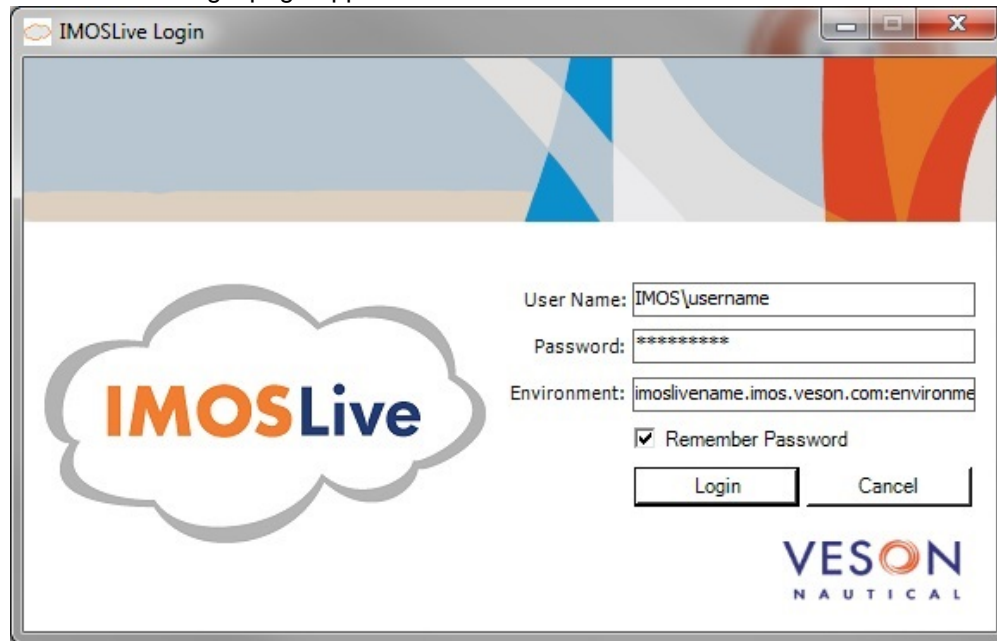 IMOSLive Login
User Name: IMOS\username
Password: *********
Environment: imoslivename.imos.veson.com:environme
Remember Password
Login Cancel
IMOSLive
VESON
NAUTICAL